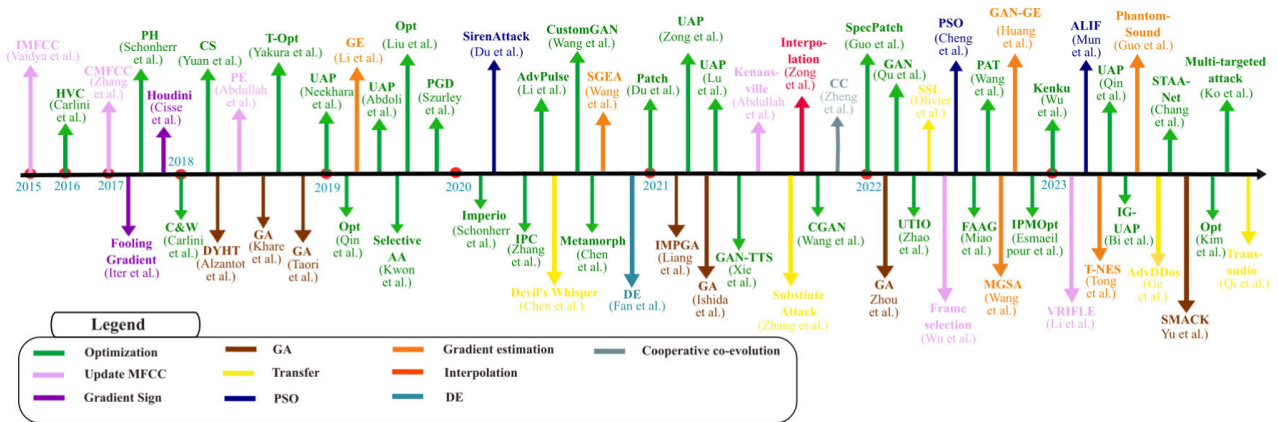 IMFCC
(Vaidya et al.)
HVC
(Carlini
et al.)
CMFCC
(Zhang
et al.)
PH
(Schonherr
et al.)
Houdini
(Cisse
et al.)
CS
(Yuan et al.)
PE
(Abdullah
et al.)
T-Opt
(Yakura et al.)
UAP
(Neekhara
et al.)
GE
(Li et al.)
UAP
(Abdoli
et al.)
Opt
(Liu et al.)
PGD
(Szurley
et al.)
SirenAttack
(Du et al.)
AdvPulse
(Li et al.)
CustomGAN
(Wang et al.)
SGEA
(Wang
et al.)
Patch
(Du et al.)
UAP
(Zong et al.)
UAP
(Lu et
al.)
Kenans-
ville
(Abdullah
et al.)
Interpo-
lation
(Zong
et al.)
CC
(Zheng
et al.)
SpecPatch
(Guo et al.)
GAN
(Qu et al.)
SSL
(Olivier
et al.)
PSO
(Cheng
et al.)
PAT
(Wang
et al.)
GAN-GE
(Huang
et al.)
Kenku
(Wu
et al.)
ALIF
(Mun
et al.)
UAP
(Qin
et al.)
Phantom-
Sound
(Guo et al.)
STAA-
Net
(Chang
et al.)
Multi-targeted
attack
(Ko et al.)
2015
2016
2017
2018
2019
2020
2021
2022
2023
Fooling
Gradient
(Iter et al.)
C&W
(Carlini
et al.)
DYHT
(Alzantot
et al.)
GA
(Khare
et al.)
GA
(Taori
et al.)
Opt
(Qin
et al.)
Selective
AA
(Kwon
et al.)
Imperio
(Schonherr
et al.)
IPC
(Zhang
et al.)
Devil's Whisper
(Chen et al.)
Metamorph
(Chen
et al.)
DE
(Fan et al.)
IMPGA
(Liang
et al.)
GA
(Ishida
et al.)
GAN-TTS
(Xie
et al.)
Substiute
Attack
(Zhang et al.)
CGAN
(Wang et al.)
GA
Zhou
et al.)
UTIO
(Zhao
et al.)
Frame
selection
(Wu et al.)
FAAG
(Miao
et al.)
MGSA
(Wang
et al.)
IPMOpt
(Esmaeil
pour et al.)
VRIFLE
(Li et al.)
T-NES
(Tong
et al.)
IG-
UAP
(Bi et al.)
AdvDDos
(Ge
et al.)
SMACK
Yu et al.)
Opt
(Kim
et al.)
Trans-
audio
(Qi et al.)
Legend
Optimization
GA
Gradient estimation
Cooperative co-evolution
Update MFCC
Transfer
Interpolation
Gradient Sign
PSO
DE